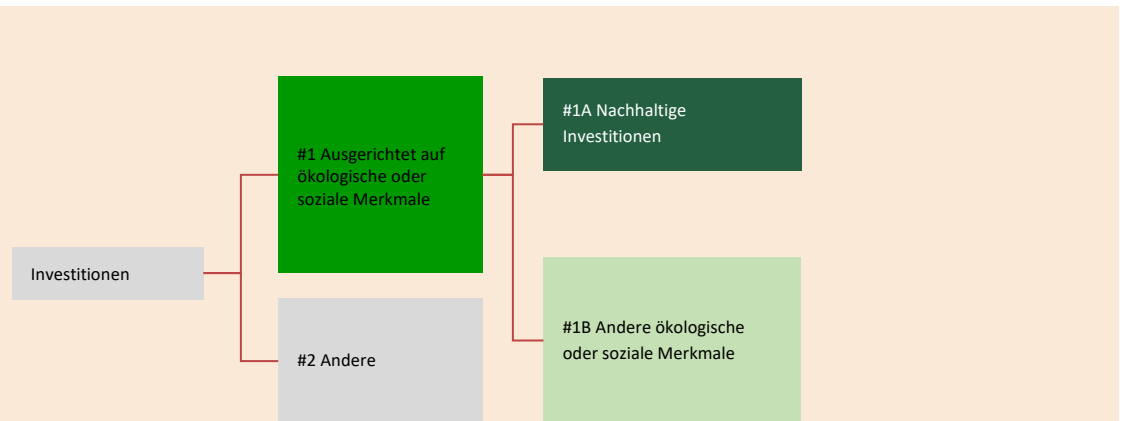 Investitionen
#1 Ausgerichtet auf
ökologische oder
soziale Merkmale
#2 Andere
#1A Nachhaltige
Investitionen
#1B Andere ökologische
oder soziale Merkmale